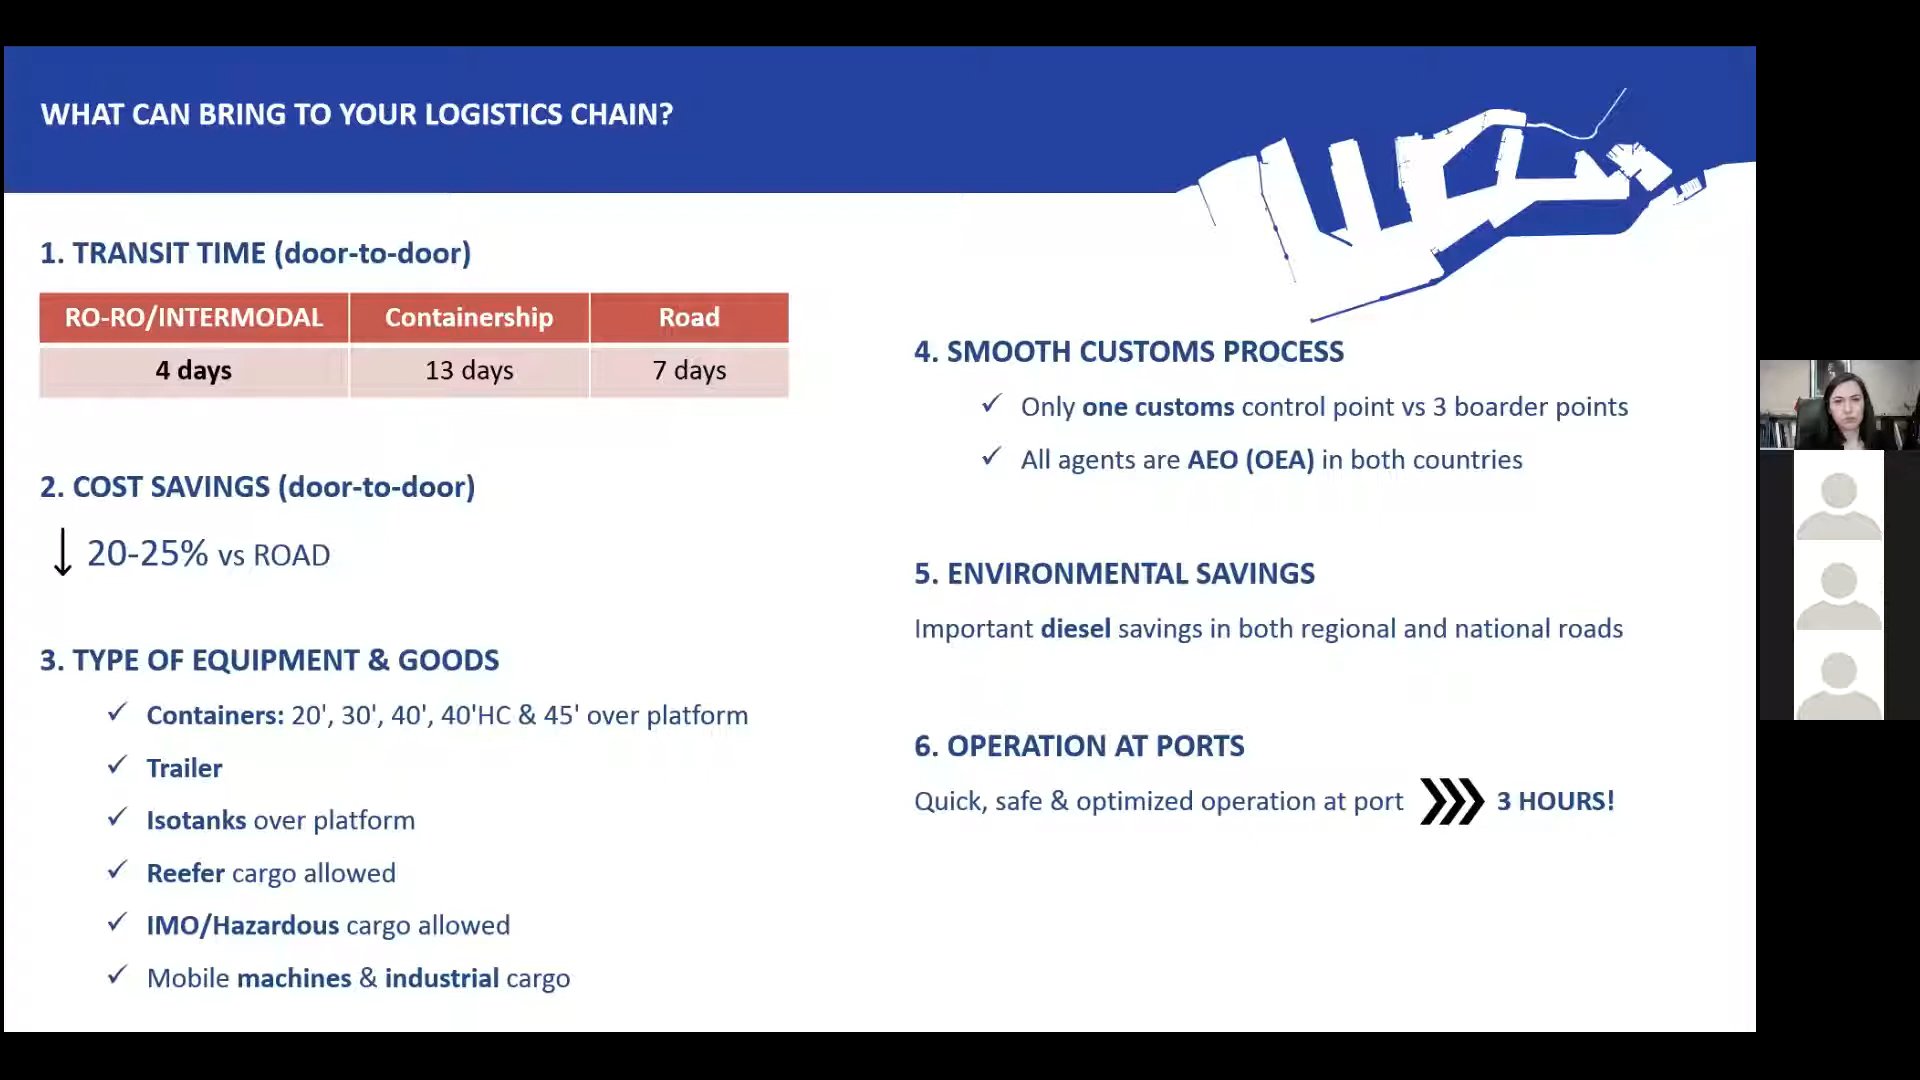 WHAT CAN BRING TO YOUR LOGISTICS CHAIN?
1. TRANSIT TIME (door-to-door)
RO-RO/INTERMODAL Containership Road
4 days 13 days 7 days
2. COST SAVINGS (door-to-door)
20-25% vs ROAD
3. TYPE OF EQUIPMENT & GOODS
Containers: 20', 30', 40', 40'HC & 45' over platform
Trailer
Isotanks over platform
Reefer cargo allowed
IMO/Hazardous cargo allowed
Mobile machines & industrial cargo
4. SMOOTH CUSTOMS PROCESS
Only one customs control point vs 3 boarder points
All agents are AEO (OEA) in both countries
5. ENVIRONMENTAL SAVINGS
Important diesel savings in both regional and national roads
6. OPERATION AT PORTS
Quick, safe & optimized operation at port 3 HOURS!